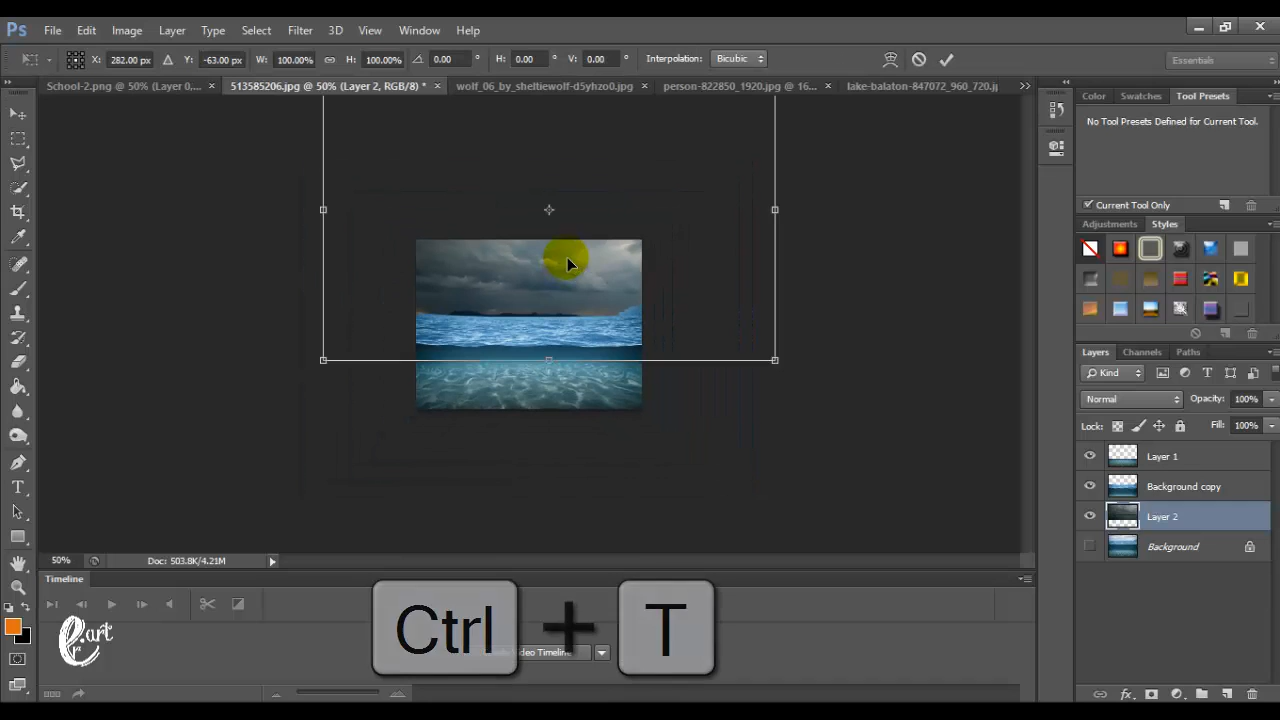 Ps File Edit Image Layer Type Select Filter 3D View Window Help
X: 282.00 px Y: -63.00 px W: 100.00% H: 100.00% 0.00 ° H: 0.00 ° V: 0.00 ° Interpolation: Bicubic Essentials
School-2.png @ 50% (Layer 0,... × 513585206.jpg @ 50% (Layer 2, RGB/8) * × wolf_06_by_sheltiewolf-d5yhzo0.jpg × person-822850_1920.jpg @ 16... × lake-balaton-847072_960_720.jp
Color Swatches Tool Presets
No Tool Presets Defined for Current Tool.
Current Tool Only
Adjustments Styles
Layers Channels Paths
Kind
Normal Opacity: 100%
Lock: Fill: 100%
Layer 1
Background copy
Layer 2
Background
50% Doc: 503.8K/4.21M
Timeline
Ctrl + T
Video Timeline
e.art